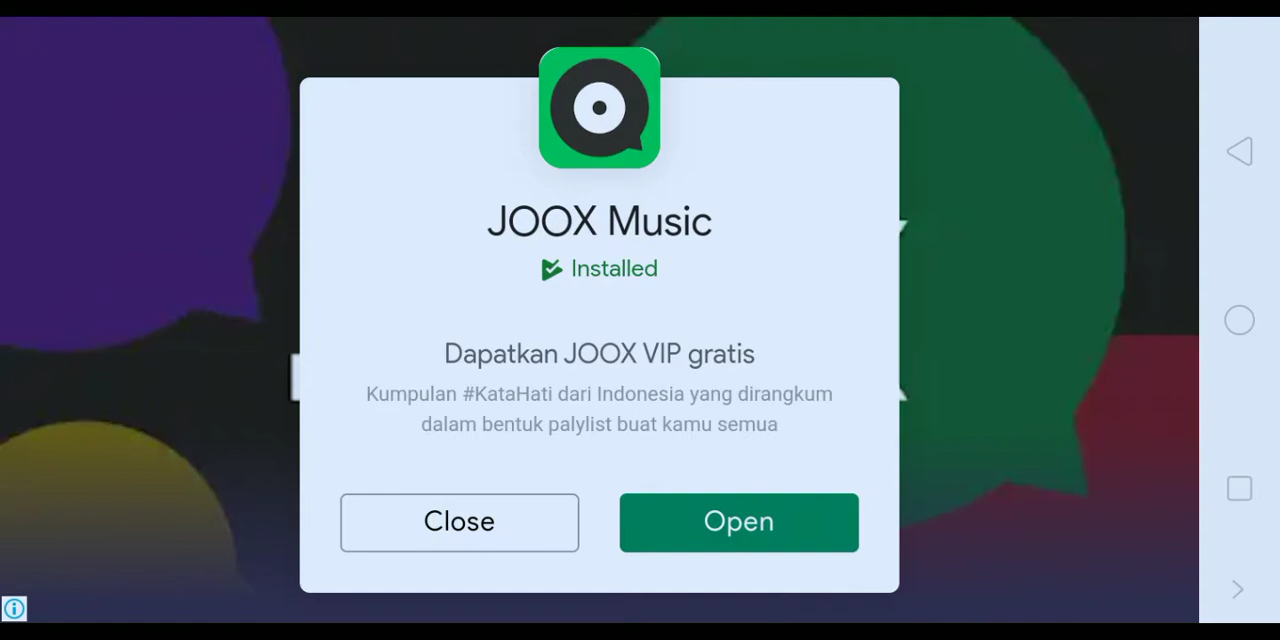 JOOX Music
Installed
Dapatkan JOOX VIP gratis
Kumpulan #KataHati dari Indonesia yang dirangkum
dalam bentuk palylist buat kamu semua
Close
Open